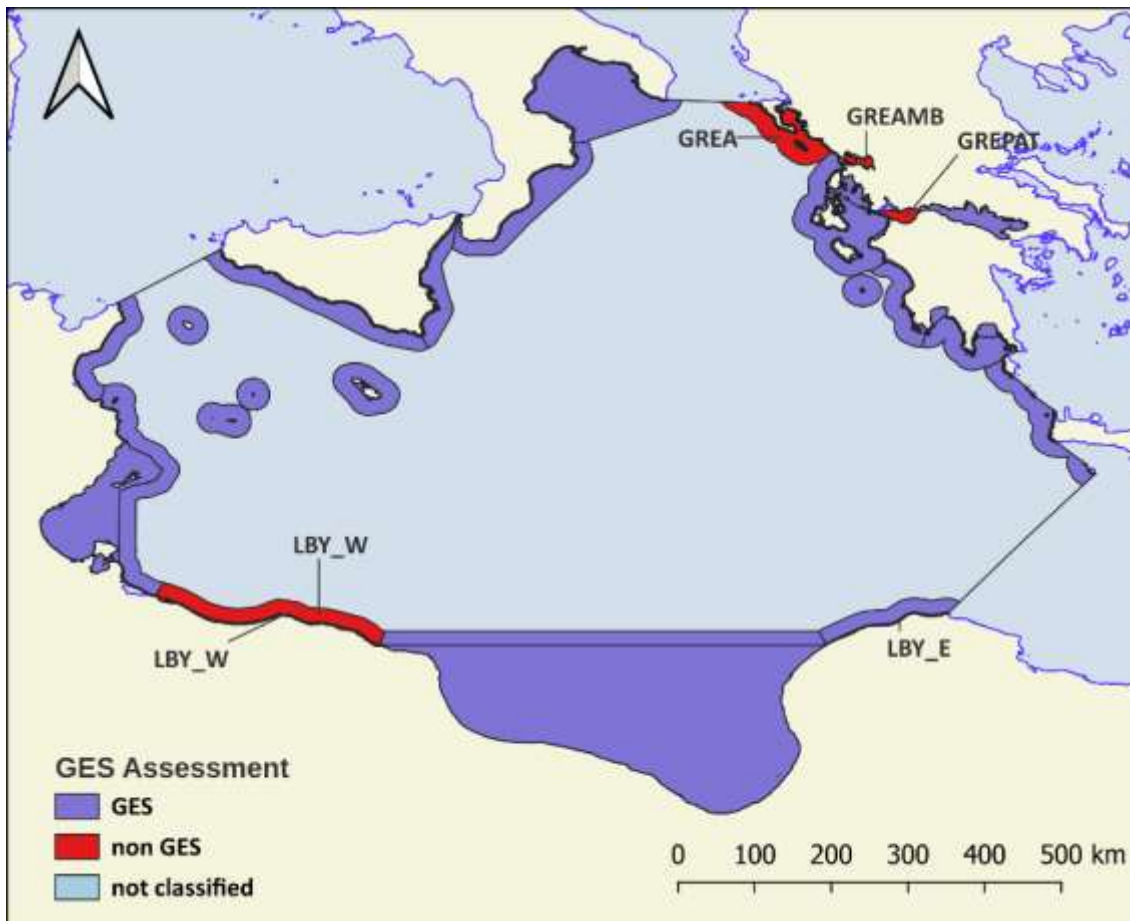 GREAMB
GREA
GREPAT
LBY_W
LBY_W
LBY_E
GES Assessment
GES
non GES
not classified
0 100 200 300 400 500 km